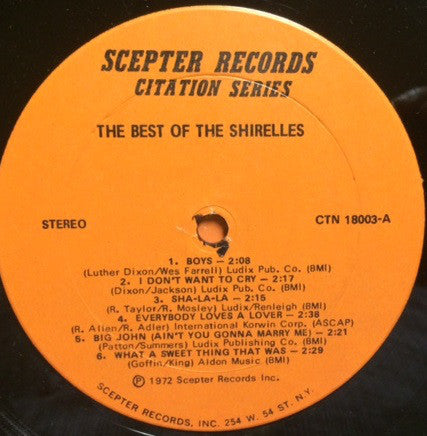 SCEPTER RECORDS
CITATION SERIES
THE BEST OF THE SHIRELLES
STEREO
CTN 18003-A
1. BOYS — 2:08
(Luther Dixon/Wes Farrell) Ludix Pub. Co. (BMI)
2. I DON'T WANT TO CRY — 2:17
(Dixon/Jackson) Ludix Pub. Co. (BMI)
3. SHA-LA-LA — 2:15
(R. Taylor/R. Mosley) Ludix/Renleigh (BMI)
4. EVERYBODY LOVES A LOVER — 2:38
(R. Allen/R. Adler) International Korwin Corp. (ASCAP)
5. BIG JOHN (AIN'T YOU GONNA MARRY ME) — 2:21
(Patton/Summers) Ludix Publishing Co. (BMI)
6. WHAT A SWEET THING THAT WAS — 2:29
(Goffin/King) Aldon Music (BMI)
Ⓟ 1972 Scepter Records Inc.
SCEPTER RECORDS, INC. 254 W. 54 ST. N.Y.